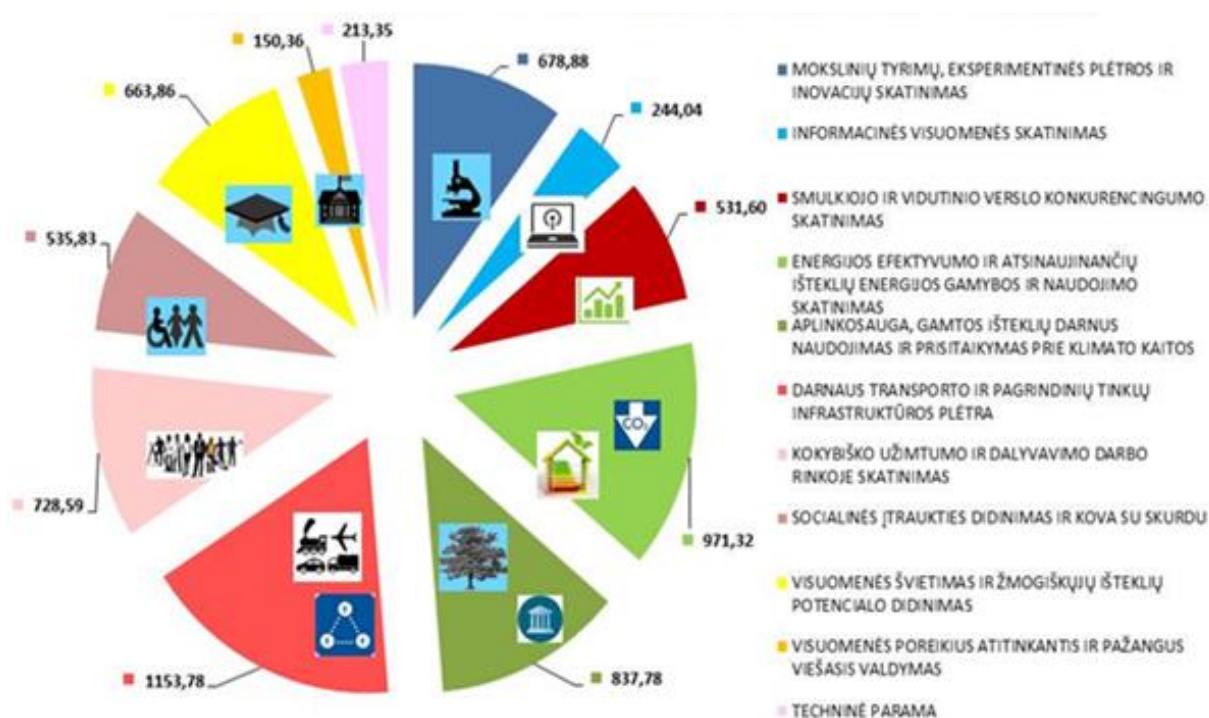 213,35
150,36
678,88
663,86
244,04
535,83
531,60
CO₂
728,59
971,32
1153,78
837,78
MOKSLINIŲ TYRIMŲ, EKSPERIMENTINĖS PLĖTROS IR
INOVACIJŲ SKATINIMAS
INFORMACINĖS VISUOMENĖS SKATINIMAS
SMULKIOJO IR VIDUTINIO VERSLO KONKURENCINGUMO
SKATINIMAS
ENERGIJOS EFEKTYVUMO IR ATSINAUJINANČIŲ
IŠTEKLIŲ ENERGIJOS GAMYBOS IR NAUDOJIMO
SKATINIMAS
APLINKOSAUGA, GAMTOS IŠTEKLIŲ DARNUS
NAUDOJIMAS IR PRISITAIKYMAS PRIE KLIMATO KAITOS
DARNAUS TRANSPORTO IR PAGRINDINIŲ TINKLŲ
INFRASTRUKTŪROS PLĖTRA
KOKYBIŠKO UŽIMTUMO IR DALYVAVIMO DARBO
RINKOJE SKATINIMAS
SOCIALINĖS ĮTRAUKTIES DIDINIMAS IR KOVA SU SKURDU
VISUOMENĖS ŠVIETIMAS IR ŽMOGIŠKŲJŲ IŠTEKLIŲ
POTENCIALO DIDINIMAS
VISUOMENĖS POREIKIUS ATITINKANTIS IR PAŽANGUS
VIEŠASIS VALDYMAS
TECHNINĖ PARAMA